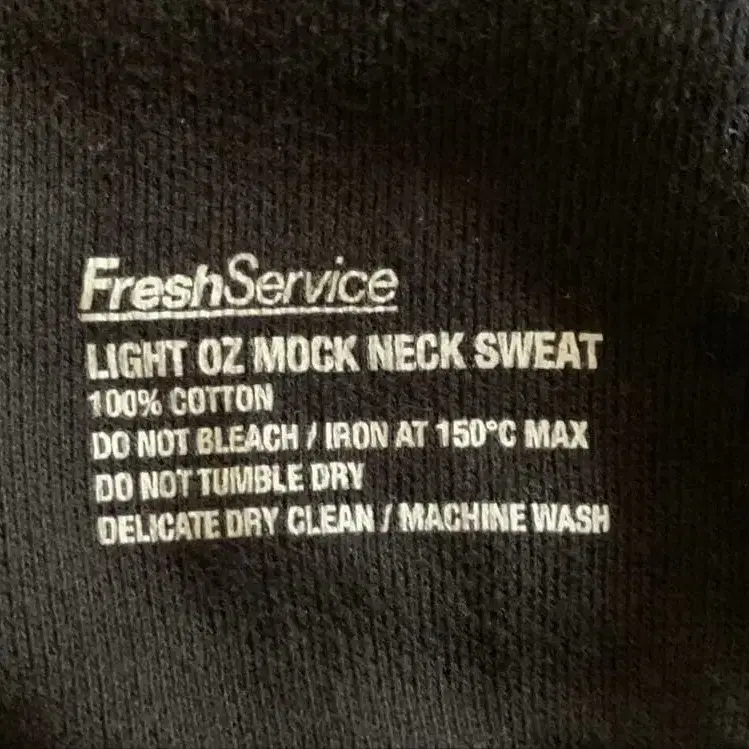 FreshService
LIGHT OZ MOCK NECK SWEAT
100% COTTON
DO NOT BLEACH / IRON AT 150°C MAX
DO NOT TUMBLE DRY
DELICATE DRY CLEAN / MACHINE WASH